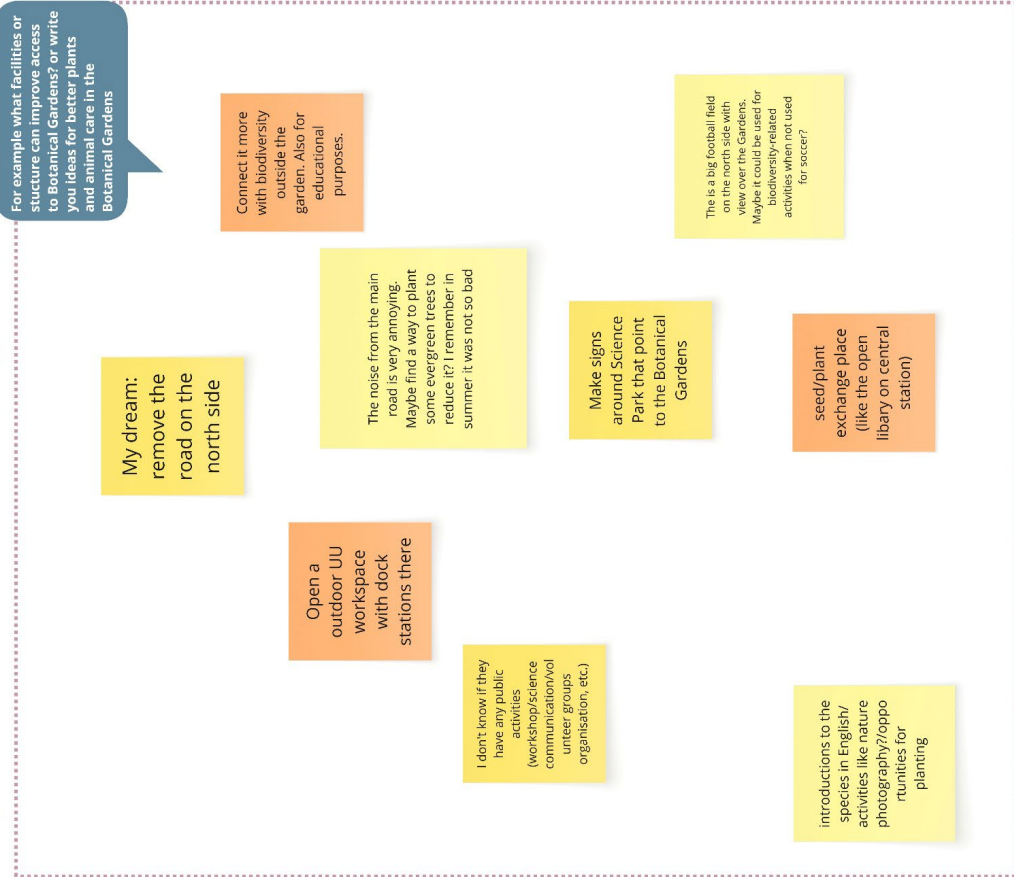 For example what facilities or
stucture can improve access
to Botanical Gardens? or write
you ideas for better plants
and animal care in the
Botanical Gardens
My dream:
remove the
road on the
north side
Connect it more
with biodiversity
outside the
garden. Also for
educational
purposes.
Open a
outdoor UU
workspace
with dock
stations there
The noise from the main
road is very annoying.
Maybe find a way to plant
some evergreen trees to
reduce it? I remember in
summer it was not so bad
I don't know if they
have any public
activities
(workshop/science
communication/vol
unteer groups
organisation, etc.)
Make signs
around Science
Park that point
to the Botanical
Gardens
The is a big football field
on the north side with
view over the Gardens.
Maybe it could be used for
biodiversity-related
activities when not used
for soccer?
introductions to the
species in English/
activities like nature
photography?/oppo
rtunities for
planting
seed/plant
exchange place
(like the open
libary on central
station)